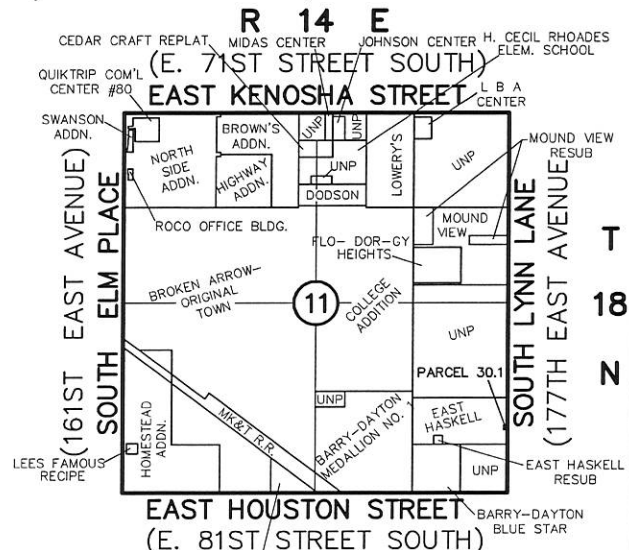 R 14 E
CEDAR CRAFT REPLAT
MIDAS CENTER
JOHNSON CENTER
H. CECIL RHOADES
ELEM. SCHOOL
(E. 71ST STREET SOUTH)
QUIKTRIP COM'L
CENTER #80
EAST KENOSHA STREET
L B A
CENTER
SWANSON
ADDN.
MOUND VIEW
RESUB
NORTH
SIDE
ADDN.
BROWN'S
ADDN.
HIGHWAY
ADDN.
UNP
UNP
UNP
DODSON
LOWERY'S
UNP
ROCO OFFICE BLDG.
MOUND
VIEW
FLO- DOR-GY
HEIGHTS
(161ST EAST AVENUE)
SOUTH ELM PLACE
SOUTH LYNN LANE
(177TH EAST AVENUE)
T
18
N
BROKEN ARROW-
ORIGINAL
TOWN
11
COLLEGE
ADDITION
UNP
PARCEL 30.1
MK&T R.R.
UNP
BARRY-DAYTON
MEDALLION NO. 1
EAST
HASKELL
HOMESTEAD
ADDN.
LEES FAMOUS
RECIPE
UNP
EAST HASKELL
RESUB
EAST HOUSTON STREET
(E. 81ST STREET SOUTH)
BARRY-DAYTON
BLUE STAR